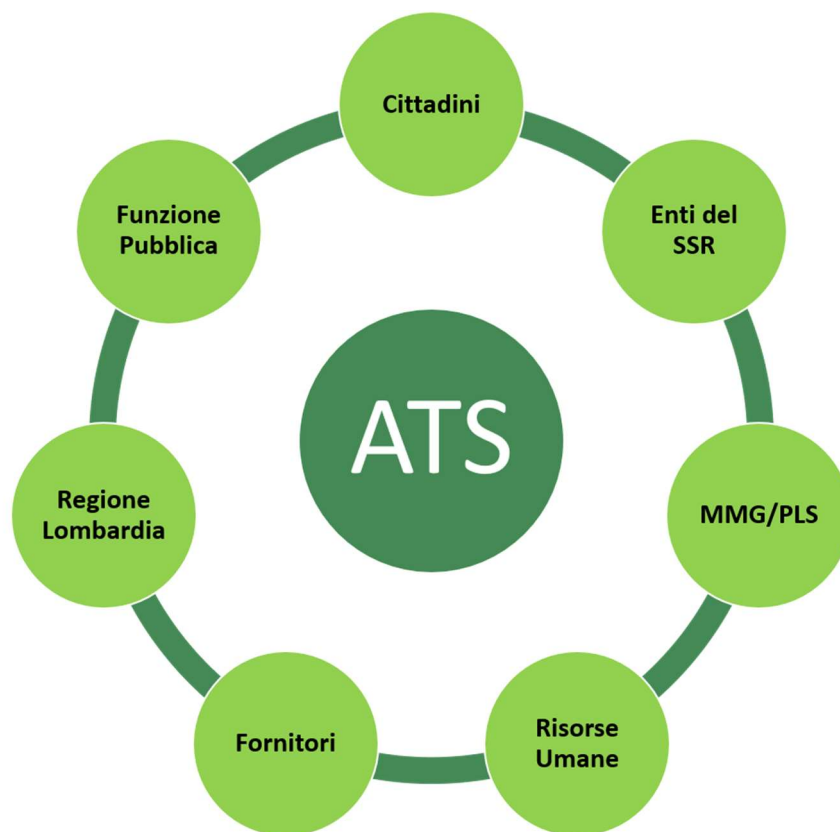 Cittadini
Enti del
SSR
MMG/PLS
Risorse
Umane
Fornitori
Regione
Lombardia
Funzione
Pubblica
ATS